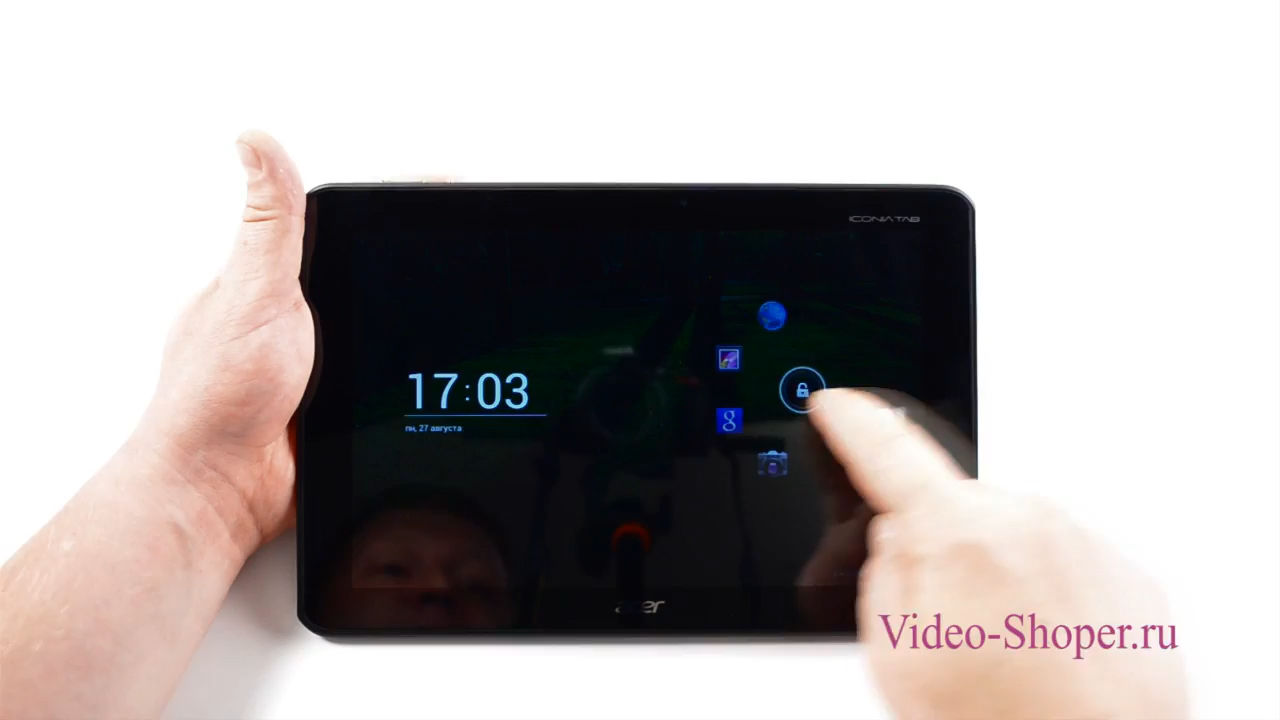 ICONIA TAB
17:03
пн, 27 августа
g
acer
Video-Shoper.ru